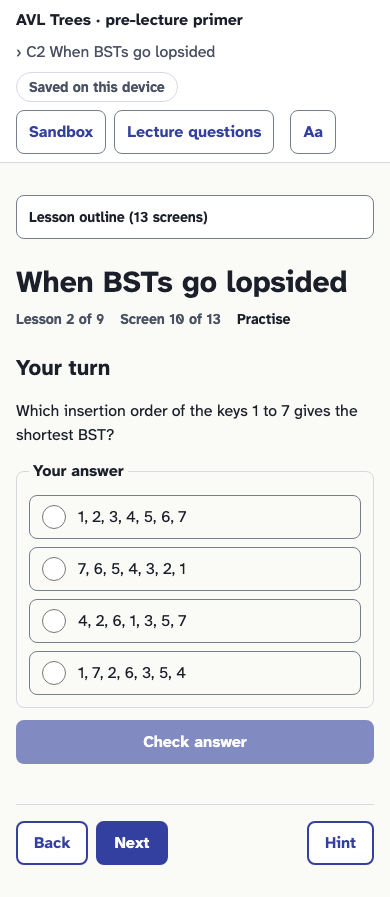 AVL Trees · pre-lecture primer
› C2 When BSTs go lopsided
Saved on this device
Sandbox
Lecture questions
Aa
Lesson outline (13 screens)
When BSTs go lopsided
Lesson 2 of 9 Screen 10 of 13 Practise
Your turn
Which insertion order of the keys 1 to 7 gives the
shortest BST?
Your answer
1, 2, 3, 4, 5, 6, 7
7, 6, 5, 4, 3, 2, 1
4, 2, 6, 1, 3, 5, 7
1, 7, 2, 6, 3, 5, 4
Check answer
Back
Next
Hint